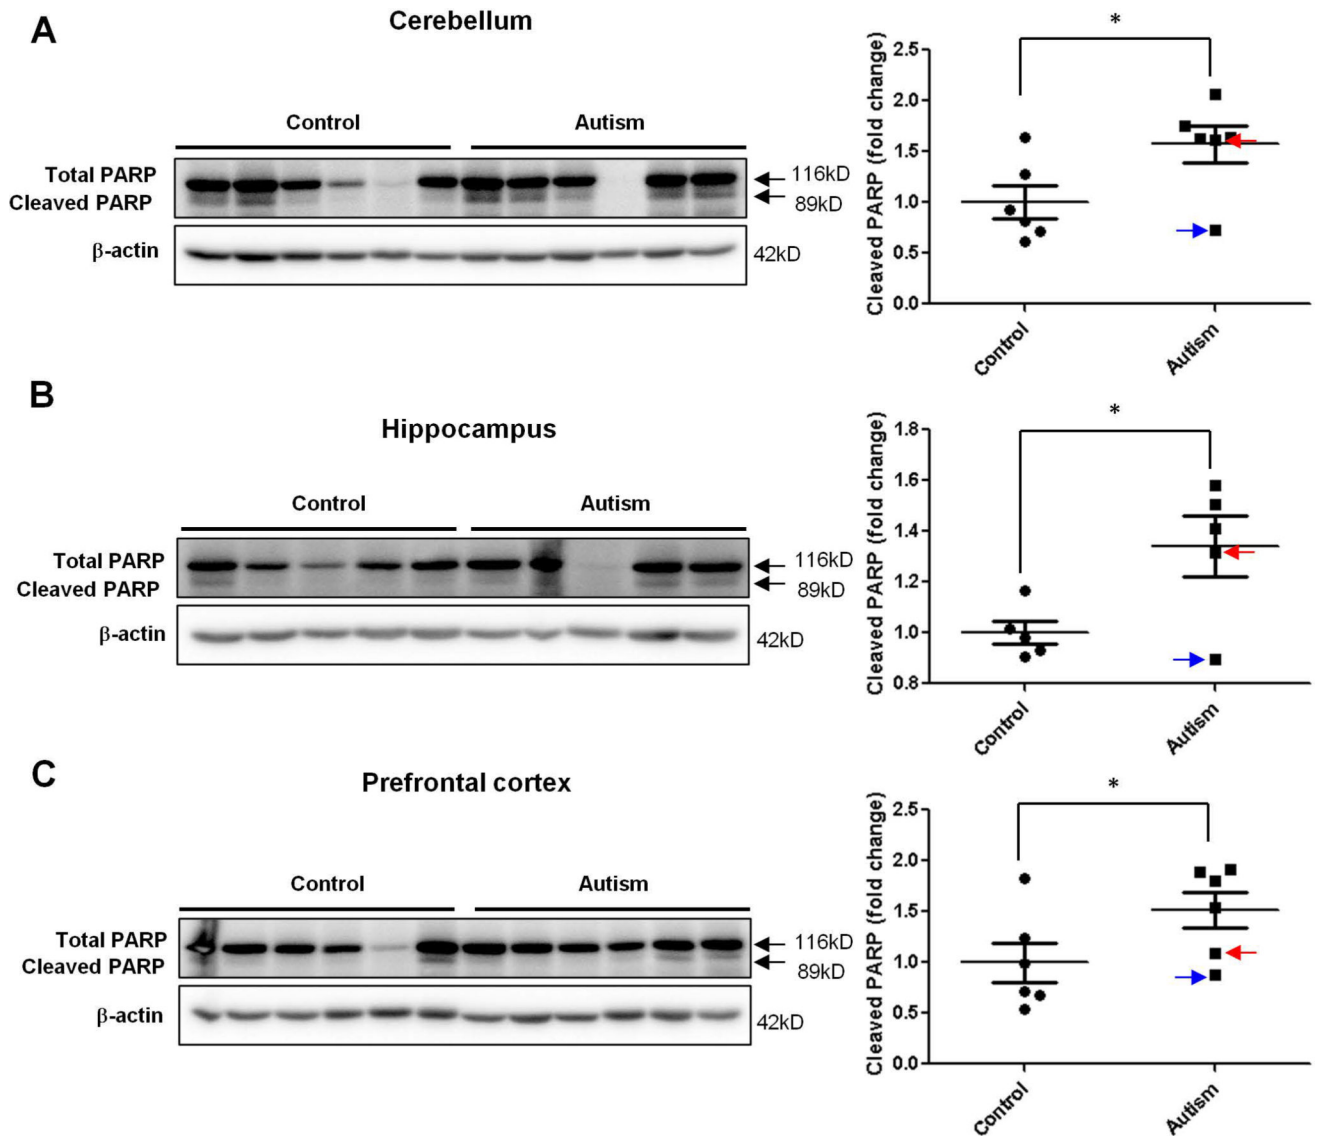 A
Cerebellum
Control
Autism
Total PARP
Cleaved PARP
116kD
89kD
β-actin
42kD
*
Cleaved PARP (fold change)
2.5
2.0
1.5
1.0
0.5
0.0
Control
Autism
B
Hippocampus
Control
Autism
Total PARP
Cleaved PARP
116kD
89kD
β-actin
42kD
*
Cleaved PARP (fold change)
1.8
1.6
1.4
1.2
1.0
0.8
Control
Autism
C
Prefrontal cortex
Control
Autism
Total PARP
Cleaved PARP
116kD
89kD
β-actin
42kD
*
Cleaved PARP (fold change)
2.5
2.0
1.5
1.0
0.5
0.0
Control
Autism